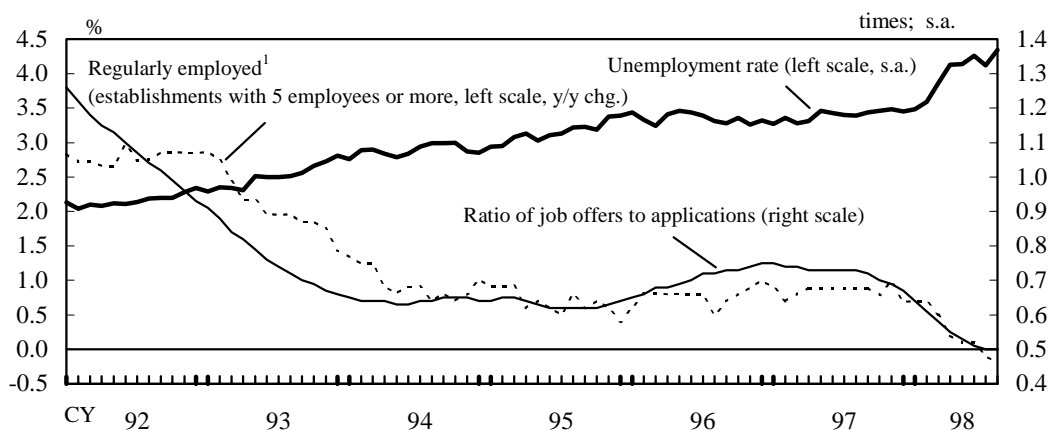 % times; s.a.
4.5 1.4
4.0 1.3
3.5 1.2
3.0 1.1
2.5 1.0
2.0 0.9
1.5 0.8
1.0 0.7
0.5 0.6
0.0 0.5
-0.5 0.4
Regularly employed¹
(establishments with 5 employees or more, left scale, y/y chg.)
Unemployment rate (left scale, s.a.)
Ratio of job offers to applications (right scale)
CY 92 93 94 95 96 97 98